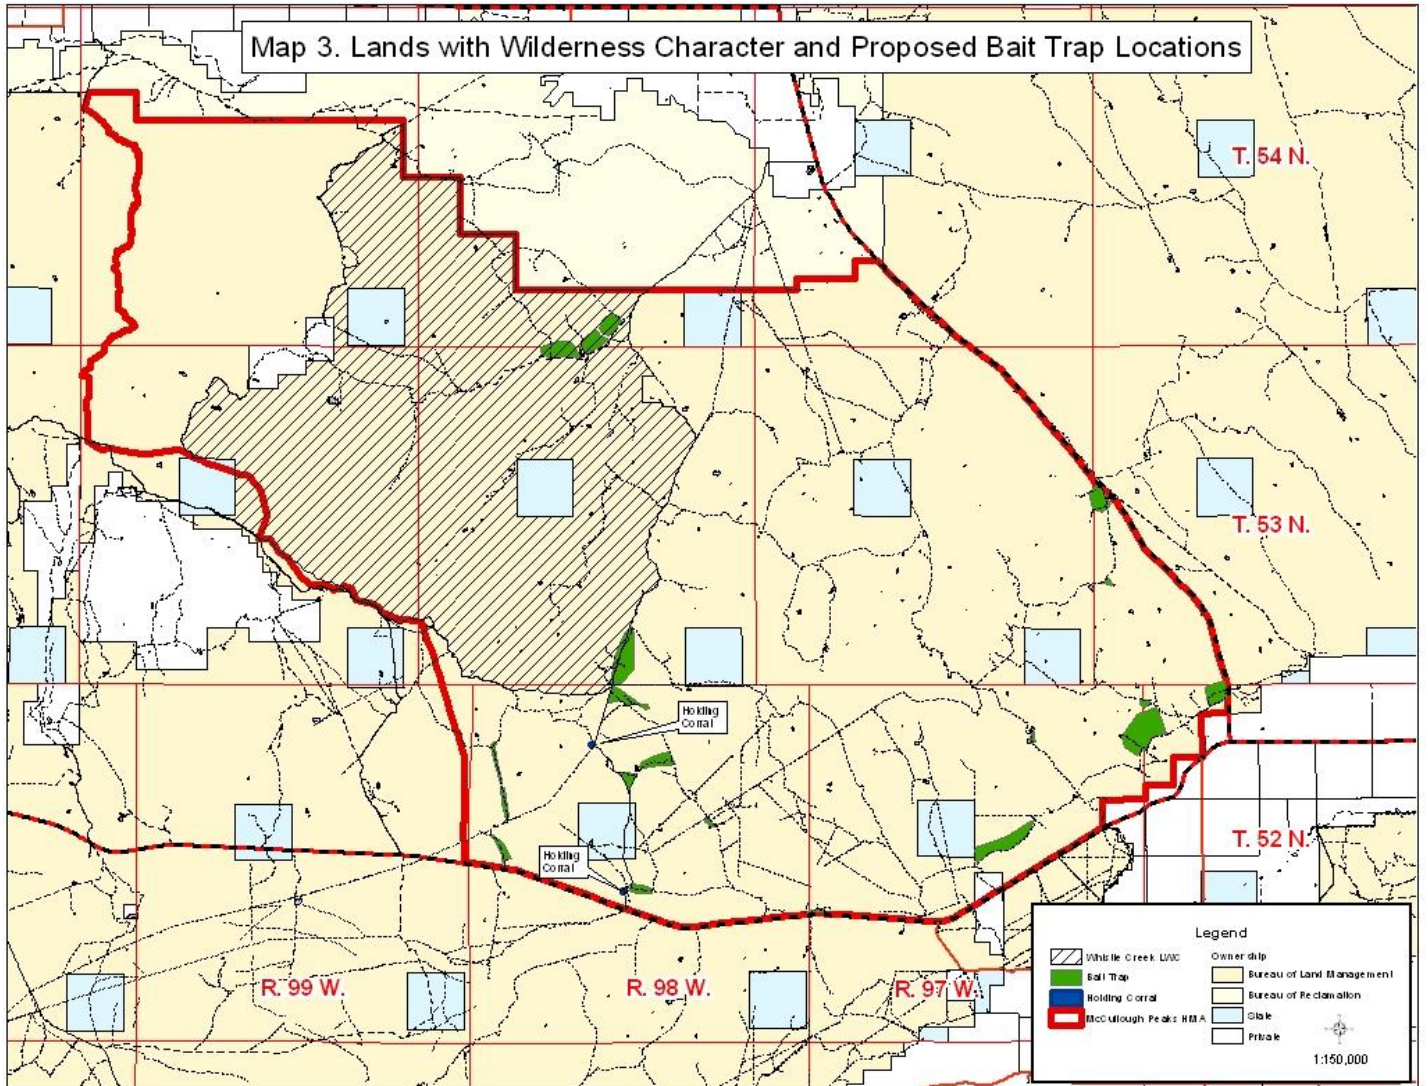 Map 3. Lands with Wilderness Character and Proposed Bait Trap Locations
T. 54 N.
T. 53 N.
Holding
Corral
T. 52 N.
Holding
Corral
R. 99 W.
R. 98 W.
R. 97 W.
Legend
Whistle Creek LWC
Bait Trap
Holding Corral
McCullough Peaks HMA
Ownership
Bureau of Land Management
Bureau of Reclamation
State
Private
1:150,000